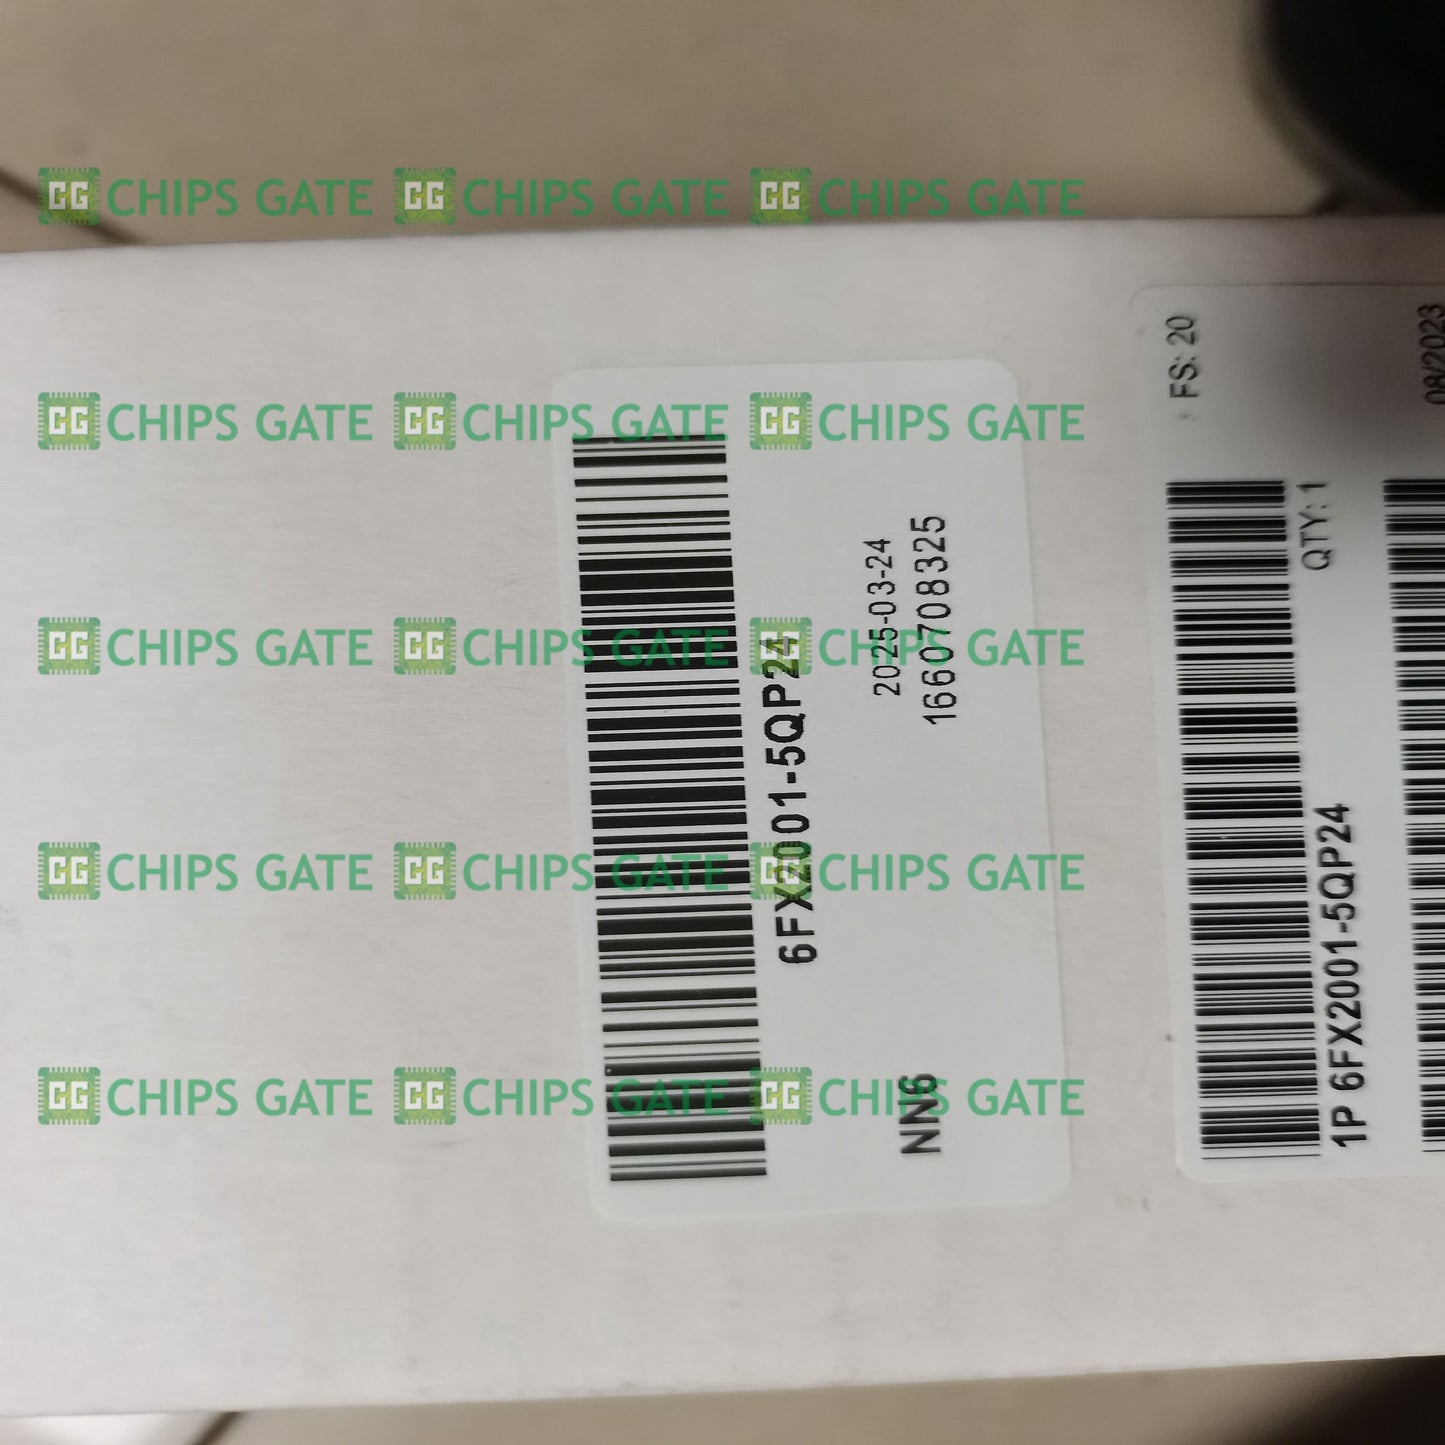 CG CHIPS GATE CG CHIPS GATE CG CHIPS GATE
CG CHIPS GATE CG CHIPS GATE CG CHIPS GATE
CG CHIPS GATE CG CHIPS GATE CG CHIPS GATE
CG CHIPS GATE CG CHIPS GATE CG CHIPS GATE
CG CHIPS GATE CG CHIPS GATE CG CHIPS GATE
6FX2001-5QP24
2025-03-24
NN6 1660708325
FS: 20
QTY: 1
1P 6FX2001-5QP24
08/2023